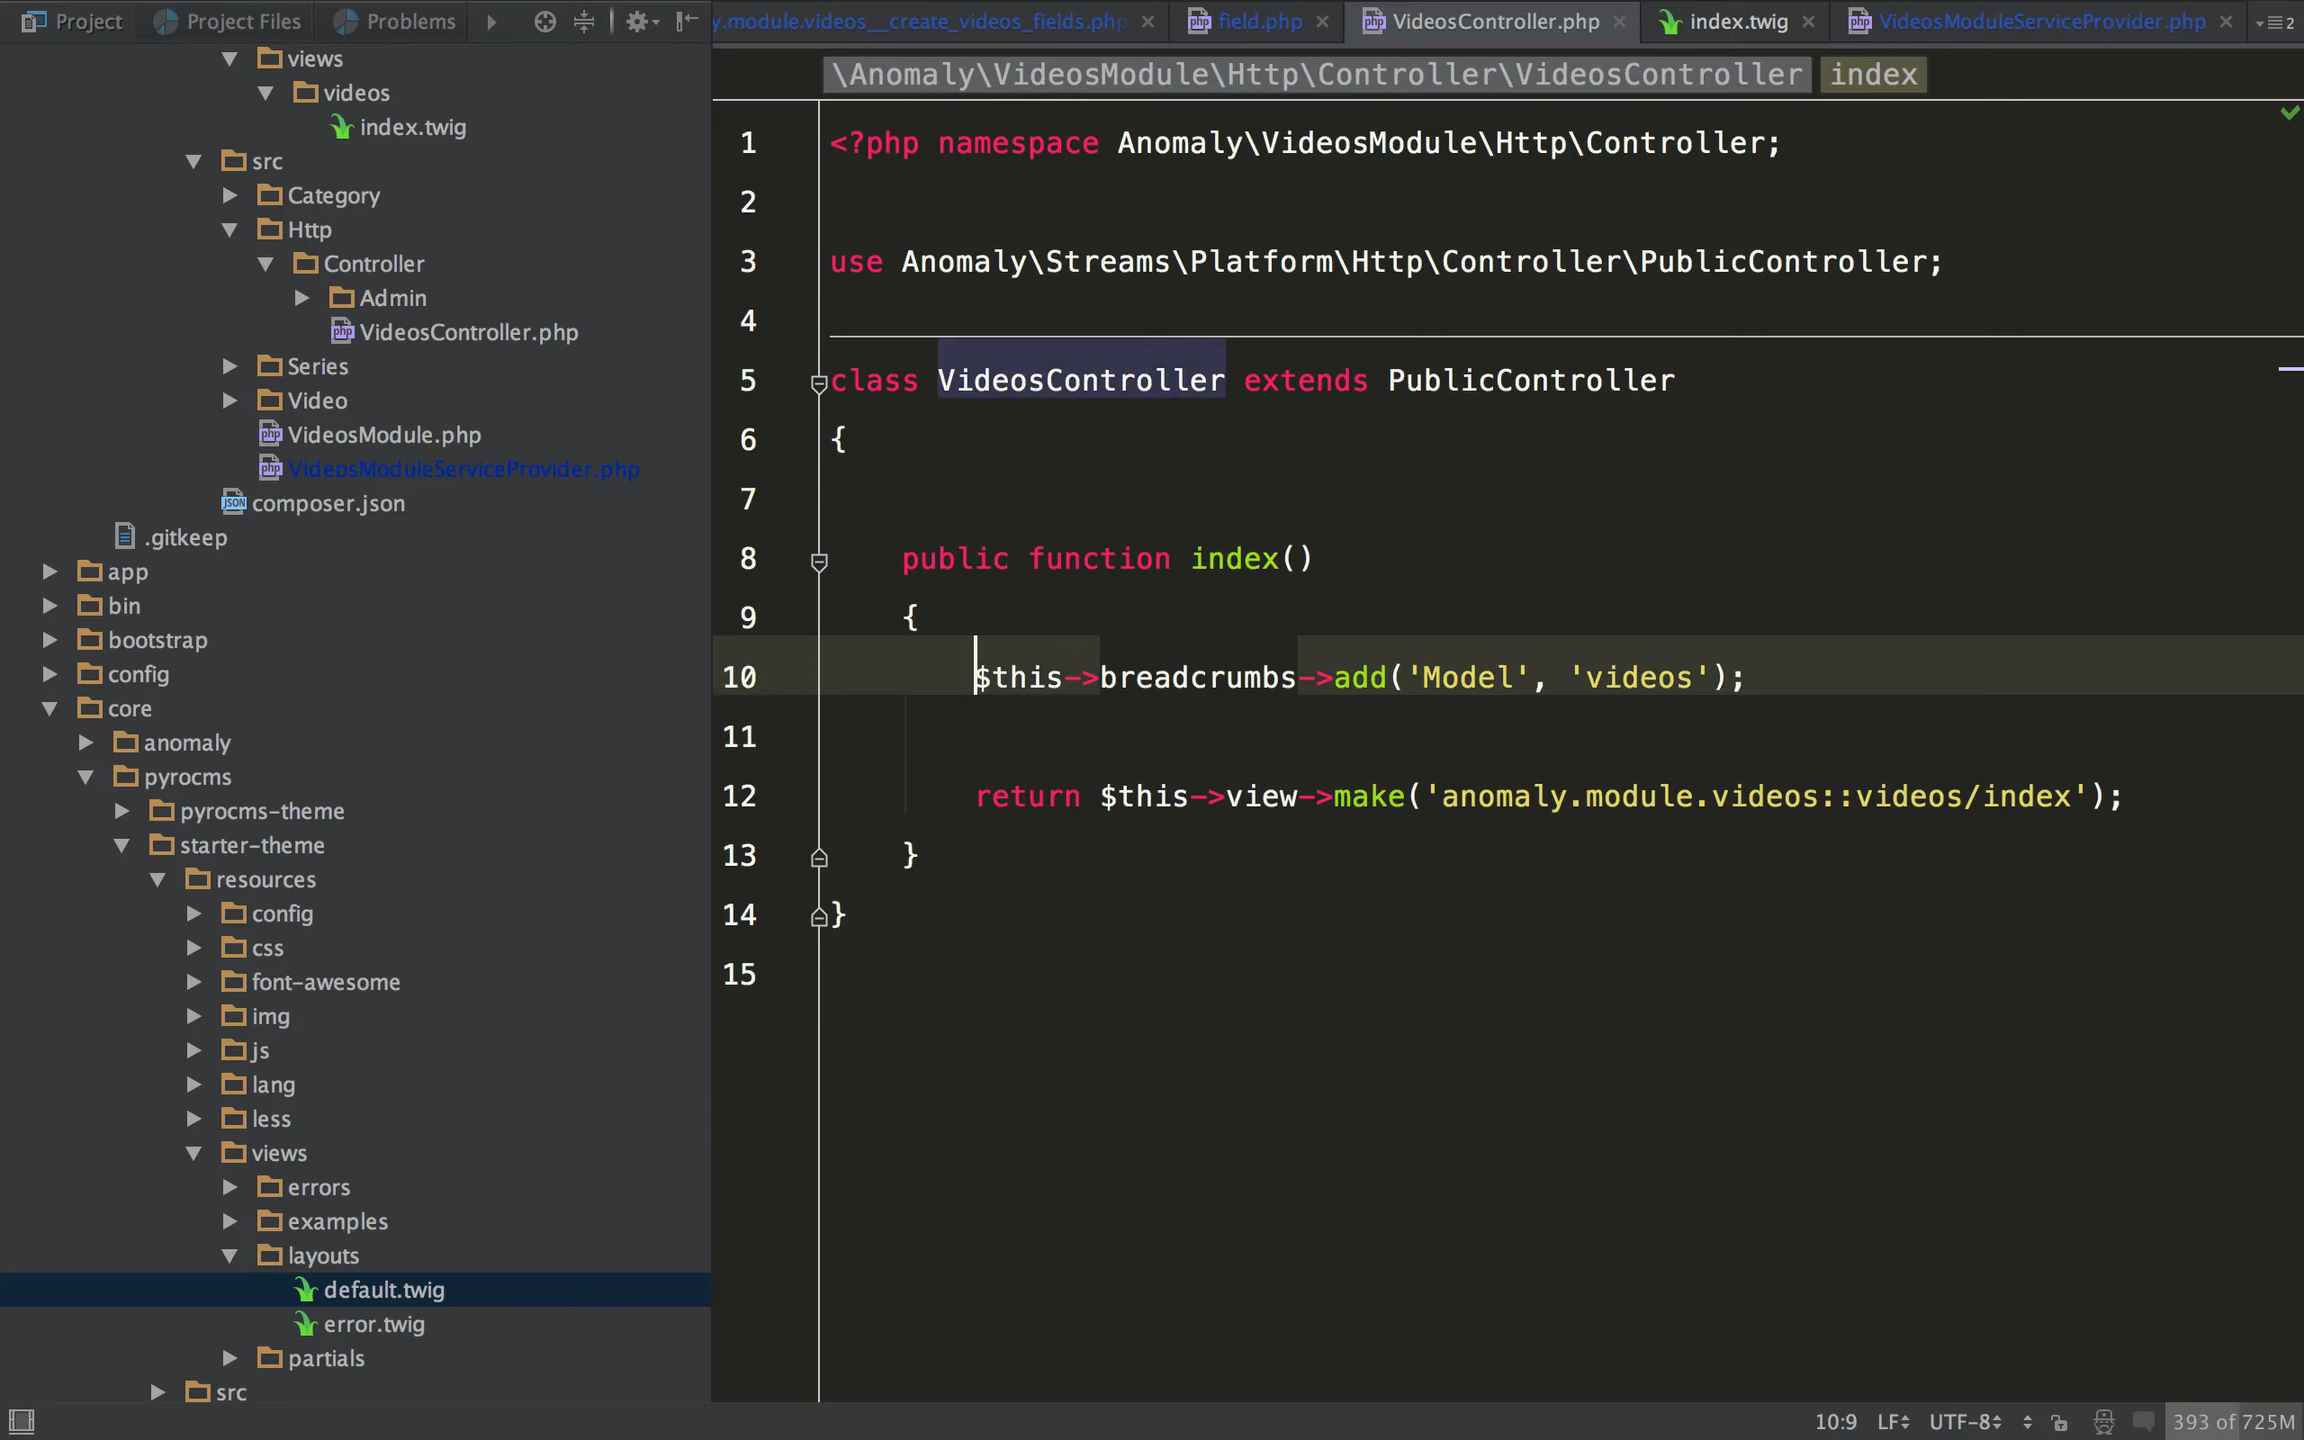 Project
Project Files
Problems
y.module.videos__create_videos_fields.php
field.php
VideosController.php
index.twig
VideosModuleServiceProvider.php
2
views
videos
index.twig
src
Category
Http
Controller
Admin
VideosController.php
Series
Video
VideosModule.php
VideosModuleServiceProvider.php
composer.json
.gitkeep
app
bin
bootstrap
config
core
anomaly
pyrocms
pyrocms-theme
starter-theme
resources
config
css
font-awesome
img
js
lang
less
views
errors
examples
layouts
default.twig
error.twig
partials
src
\Anomaly\VideosModule\Http\Controller\VideosController index
1 <?php namespace Anomaly\VideosModule\Http\Controller;
2
3 use Anomaly\Streams\Platform\Http\Controller\PublicController;
4
5 class VideosController extends PublicController
6 {
7
8 public function index()
9 {
10 $this->breadcrumbs->add('Model', 'videos');
11
12 return $this->view->make('anomaly.module.videos::videos/index');
13 }
14 }
15
10:9 LF UTF-8 393 of 725M